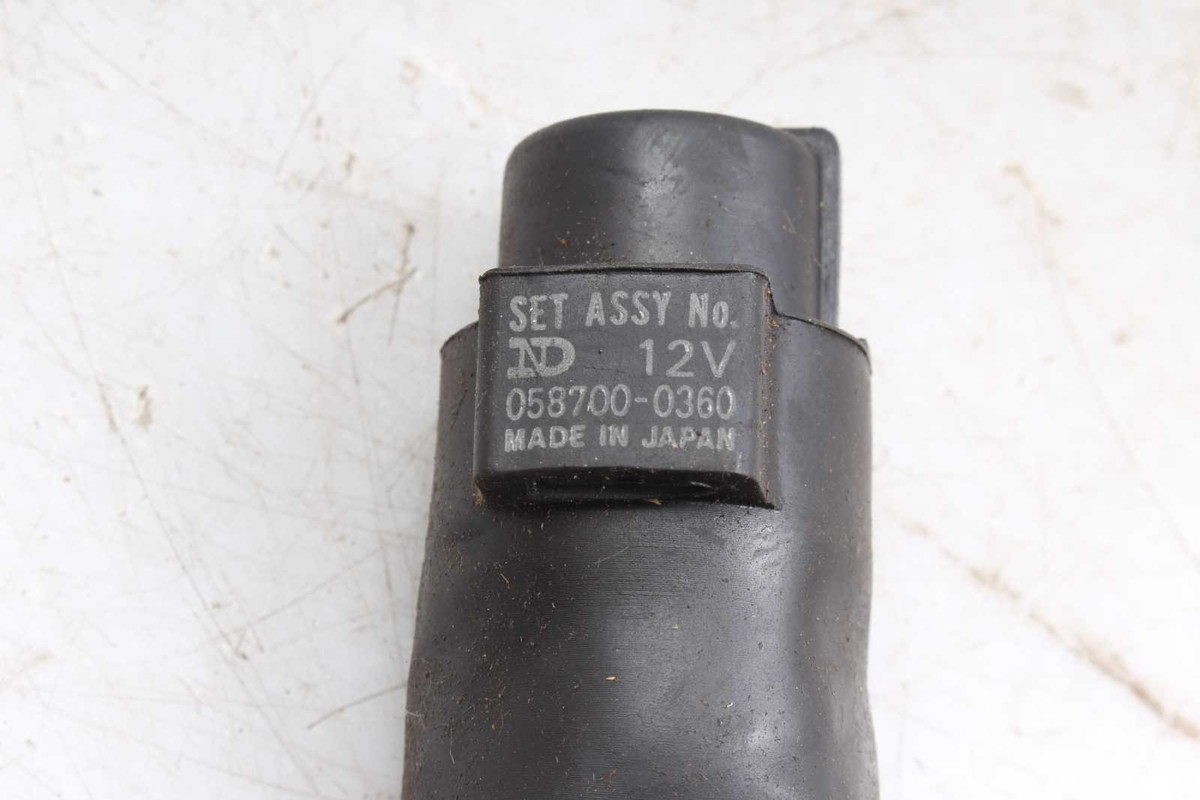 SET ASSY No.
ND 12V
058700-0360
MADE IN JAPAN